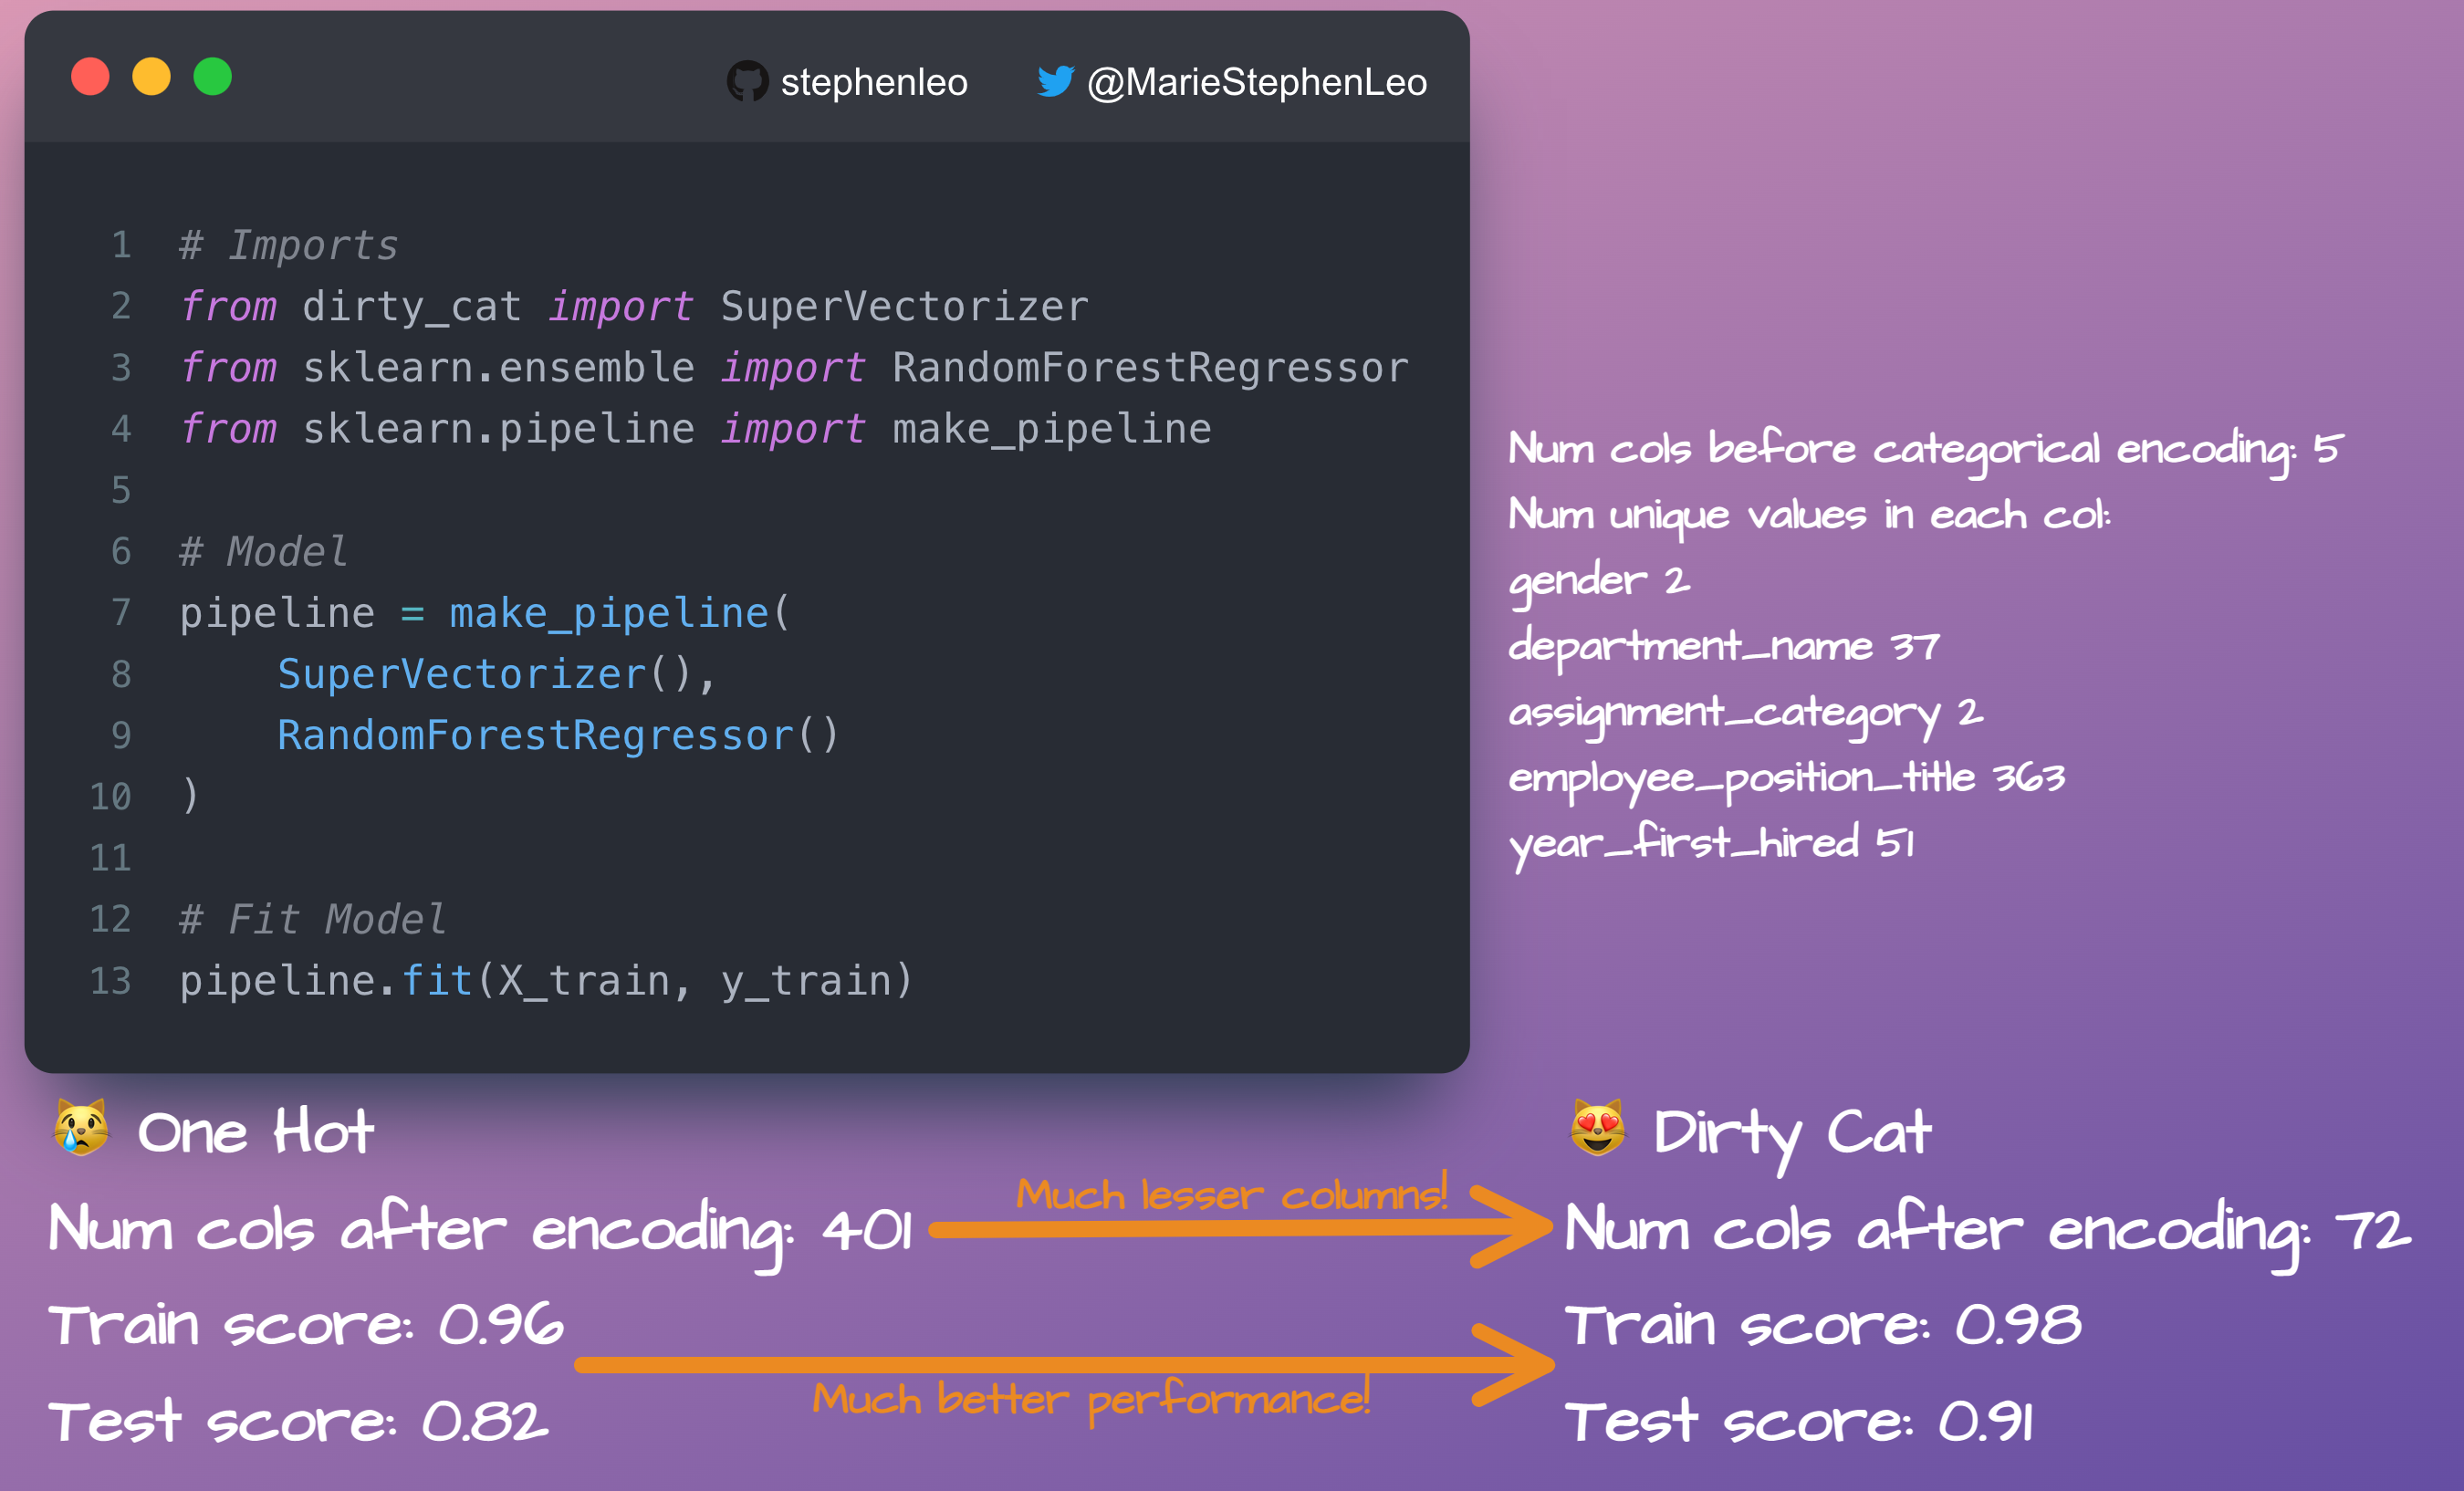 stephenleo @MarieStephenLeo
1 # Imports
2 from dirty_cat import SuperVectorizer
3 from sklearn.ensemble import RandomForestRegressor
4 from sklearn.pipeline import make_pipeline
5
6 # Model
7 pipeline = make_pipeline(
8     SuperVectorizer(),
9     RandomForestRegressor()
10 )
11
12 # Fit Model
13 pipeline.fit(X_train, y_train)
Num cols before categorical encoding: 5
Num unique values in each col:
gender 2
department_name 37
assignment_category 2
employee_position_title 363
year_first_hired 51
😿 One Hot
Num cols after encoding: 401
Train score: 0.96
Test score: 0.82
Much lesser columns!
Much better performance!
😻 Dirty Cat
Num cols after encoding: 72
Train score: 0.98
Test score: 0.91